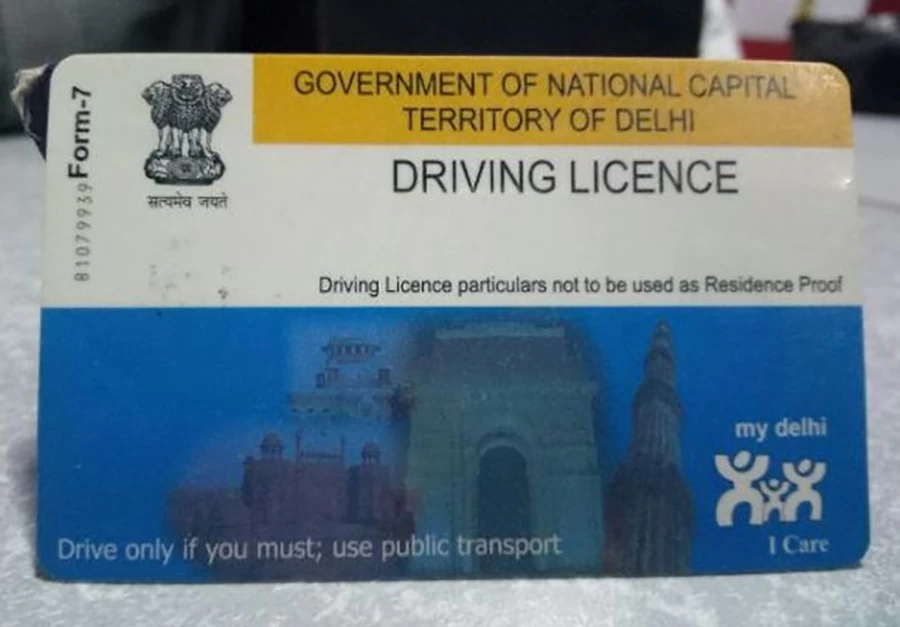 GOVERNMENT OF NATIONAL CAPITAL
TERRITORY OF DELHI
Form-7
81079939
सत्यमेव जयते
DRIVING LICENCE
Driving Licence particulars not to be used as Residence Proof
my delhi
I Care
Drive only if you must; use public transport